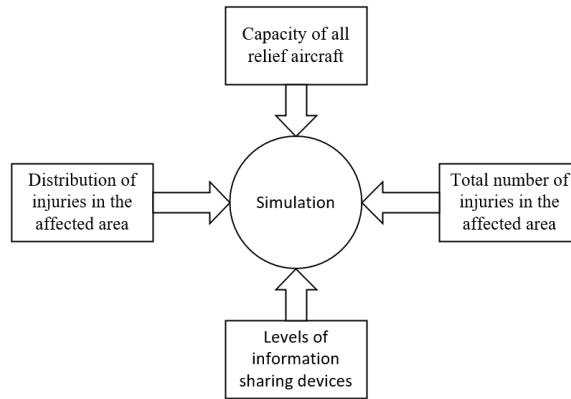 Capacity of all
relief aircraft
Distribution of
injuries in the
affected area
Simulation
Total number of
injuries in the
affected area
Levels of
information
sharing devices